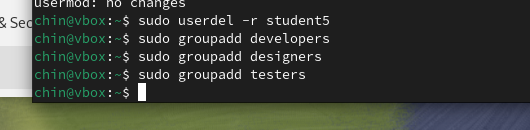 usermod: no changes
chin@vbox:~$ sudo userdel -r student5
chin@vbox:~$ sudo groupadd developers
chin@vbox:~$ sudo groupadd designers
chin@vbox:~$ sudo groupadd testers
chin@vbox:~$
& Sec